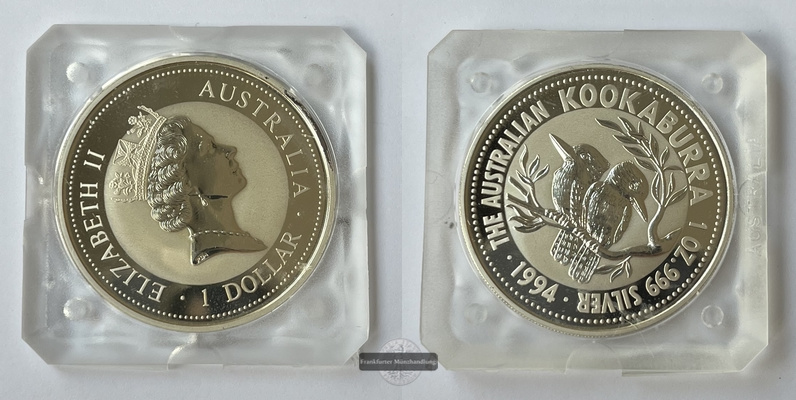 ELIZABETH II AUSTRALIA · 1 DOLLAR ·
· THE AUSTRALIAN KOOKABURRA 1 OZ. 999 SILVER · 1994
Frankfurter Münzhandlung